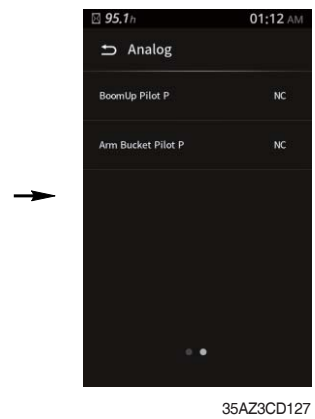 95.1h 01:12 AM
Analog
BoomUp Pilot P NC
Arm Bucket Pilot P NC
35AZ3CD127